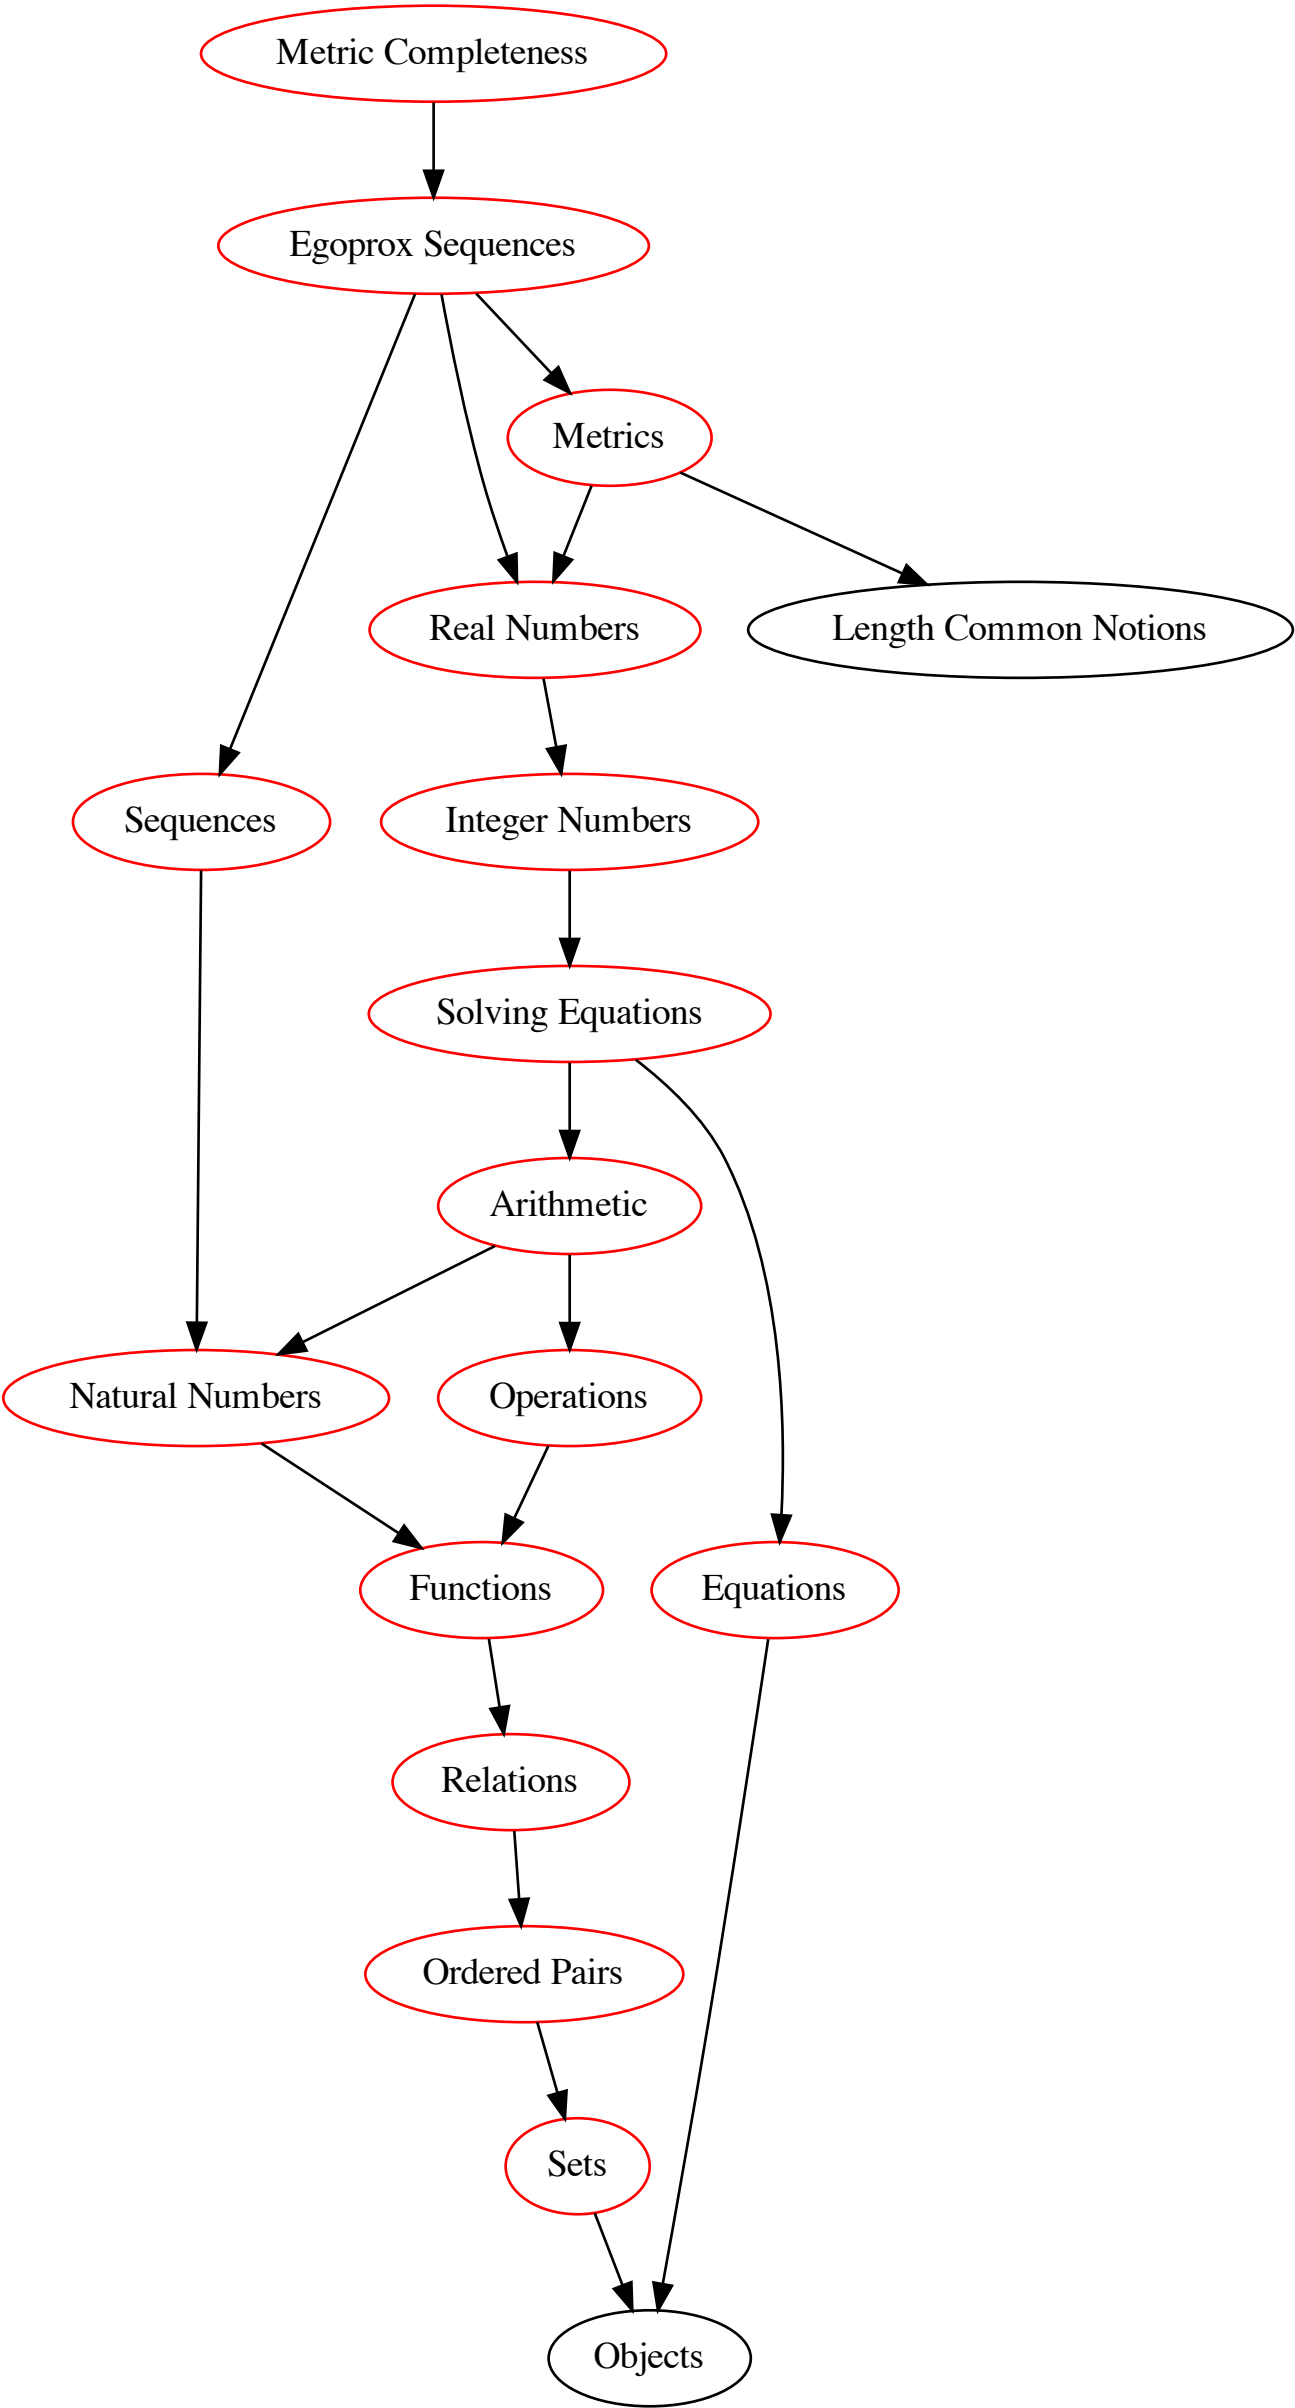 Metric Completeness
Egoprox Sequences
Metrics
Real Numbers
Length Common Notions
Sequences
Integer Numbers
Solving Equations
Arithmetic
Natural Numbers
Operations
Functions
Equations
Relations
Ordered Pairs
Sets
Objects